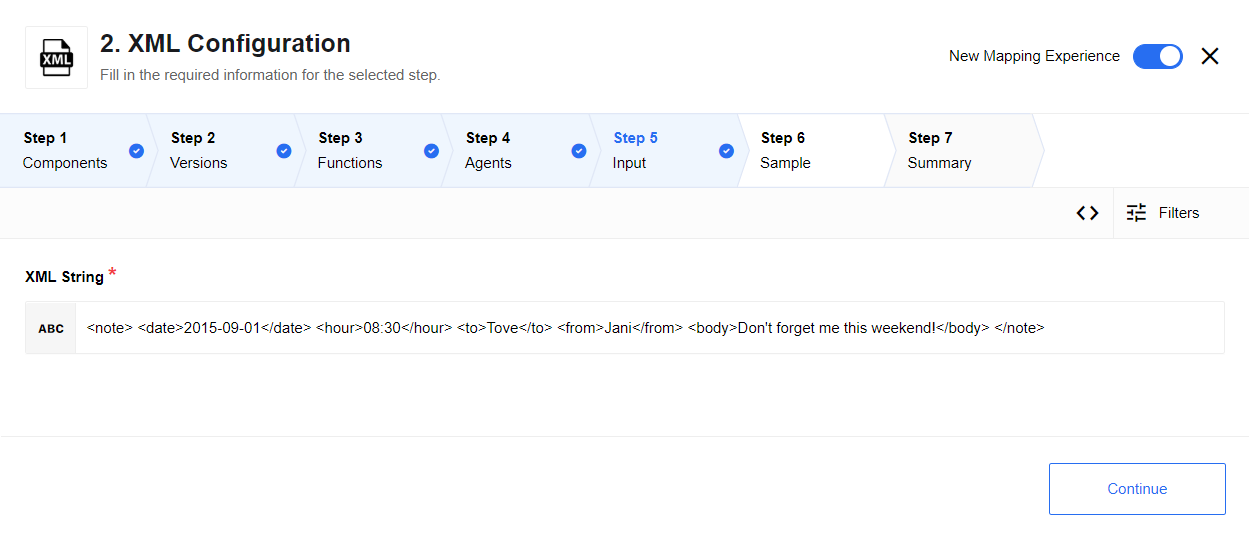 XML
2. XML Configuration
Fill in the required information for the selected step.
New Mapping Experience
Step 1
Components
Step 2
Versions
Step 3
Functions
Step 4
Agents
Step 5
Input
Step 6
Sample
Step 7
Summary
Filters
XML String *
ABC
<note> <date>2015-09-01</date> <hour>08:30</hour> <to>Tove</to> <from>Jani</from> <body>Don't forget me this weekend!</body> </note>
Continue